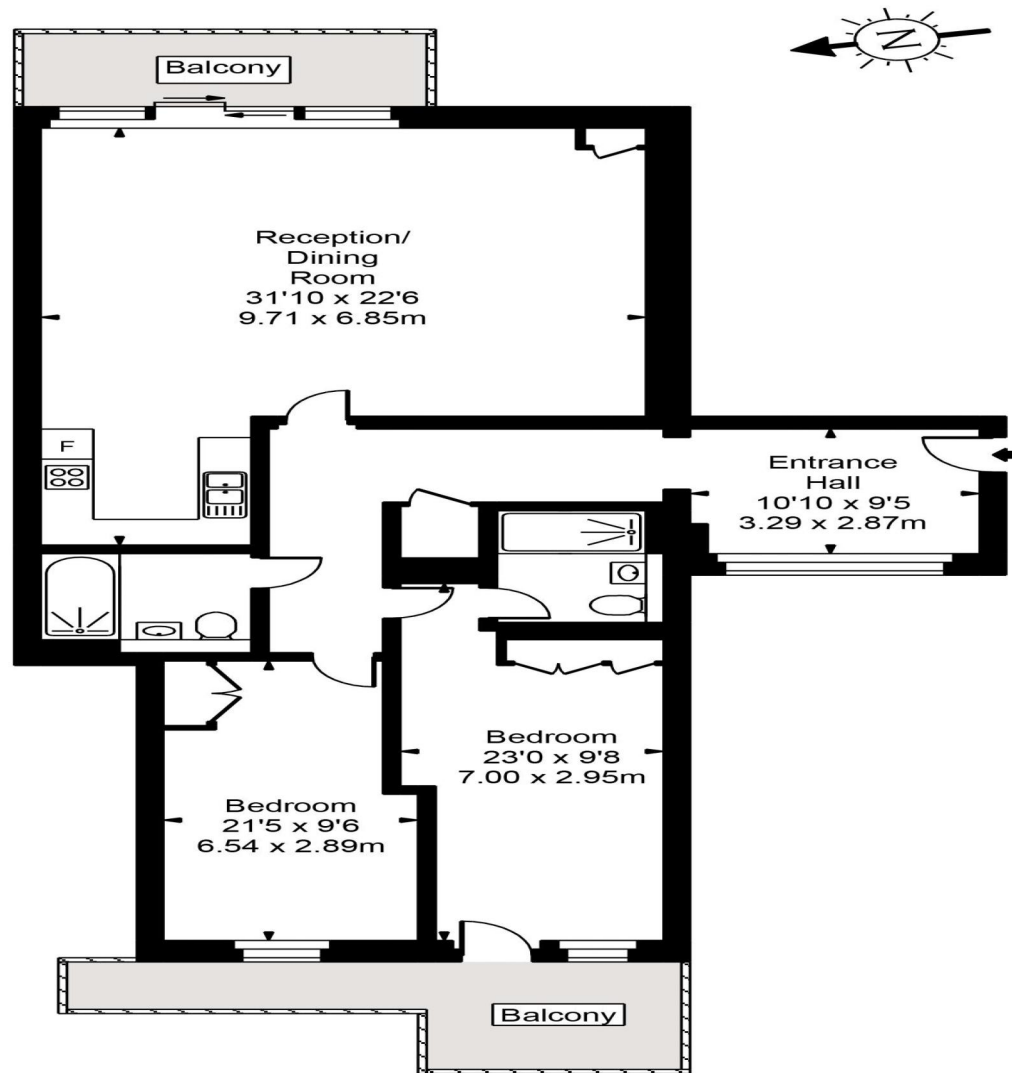 N
Balcony
Reception/
Dining
Room
31'10 x 22'6
9.71 x 6.85m
F
Entrance
Hall
10'10 x 9'5
3.29 x 2.87m
Bedroom
23'0 x 9'8
7.00 x 2.95m
Bedroom
21'5 x 9'6
6.54 x 2.89m
Balcony